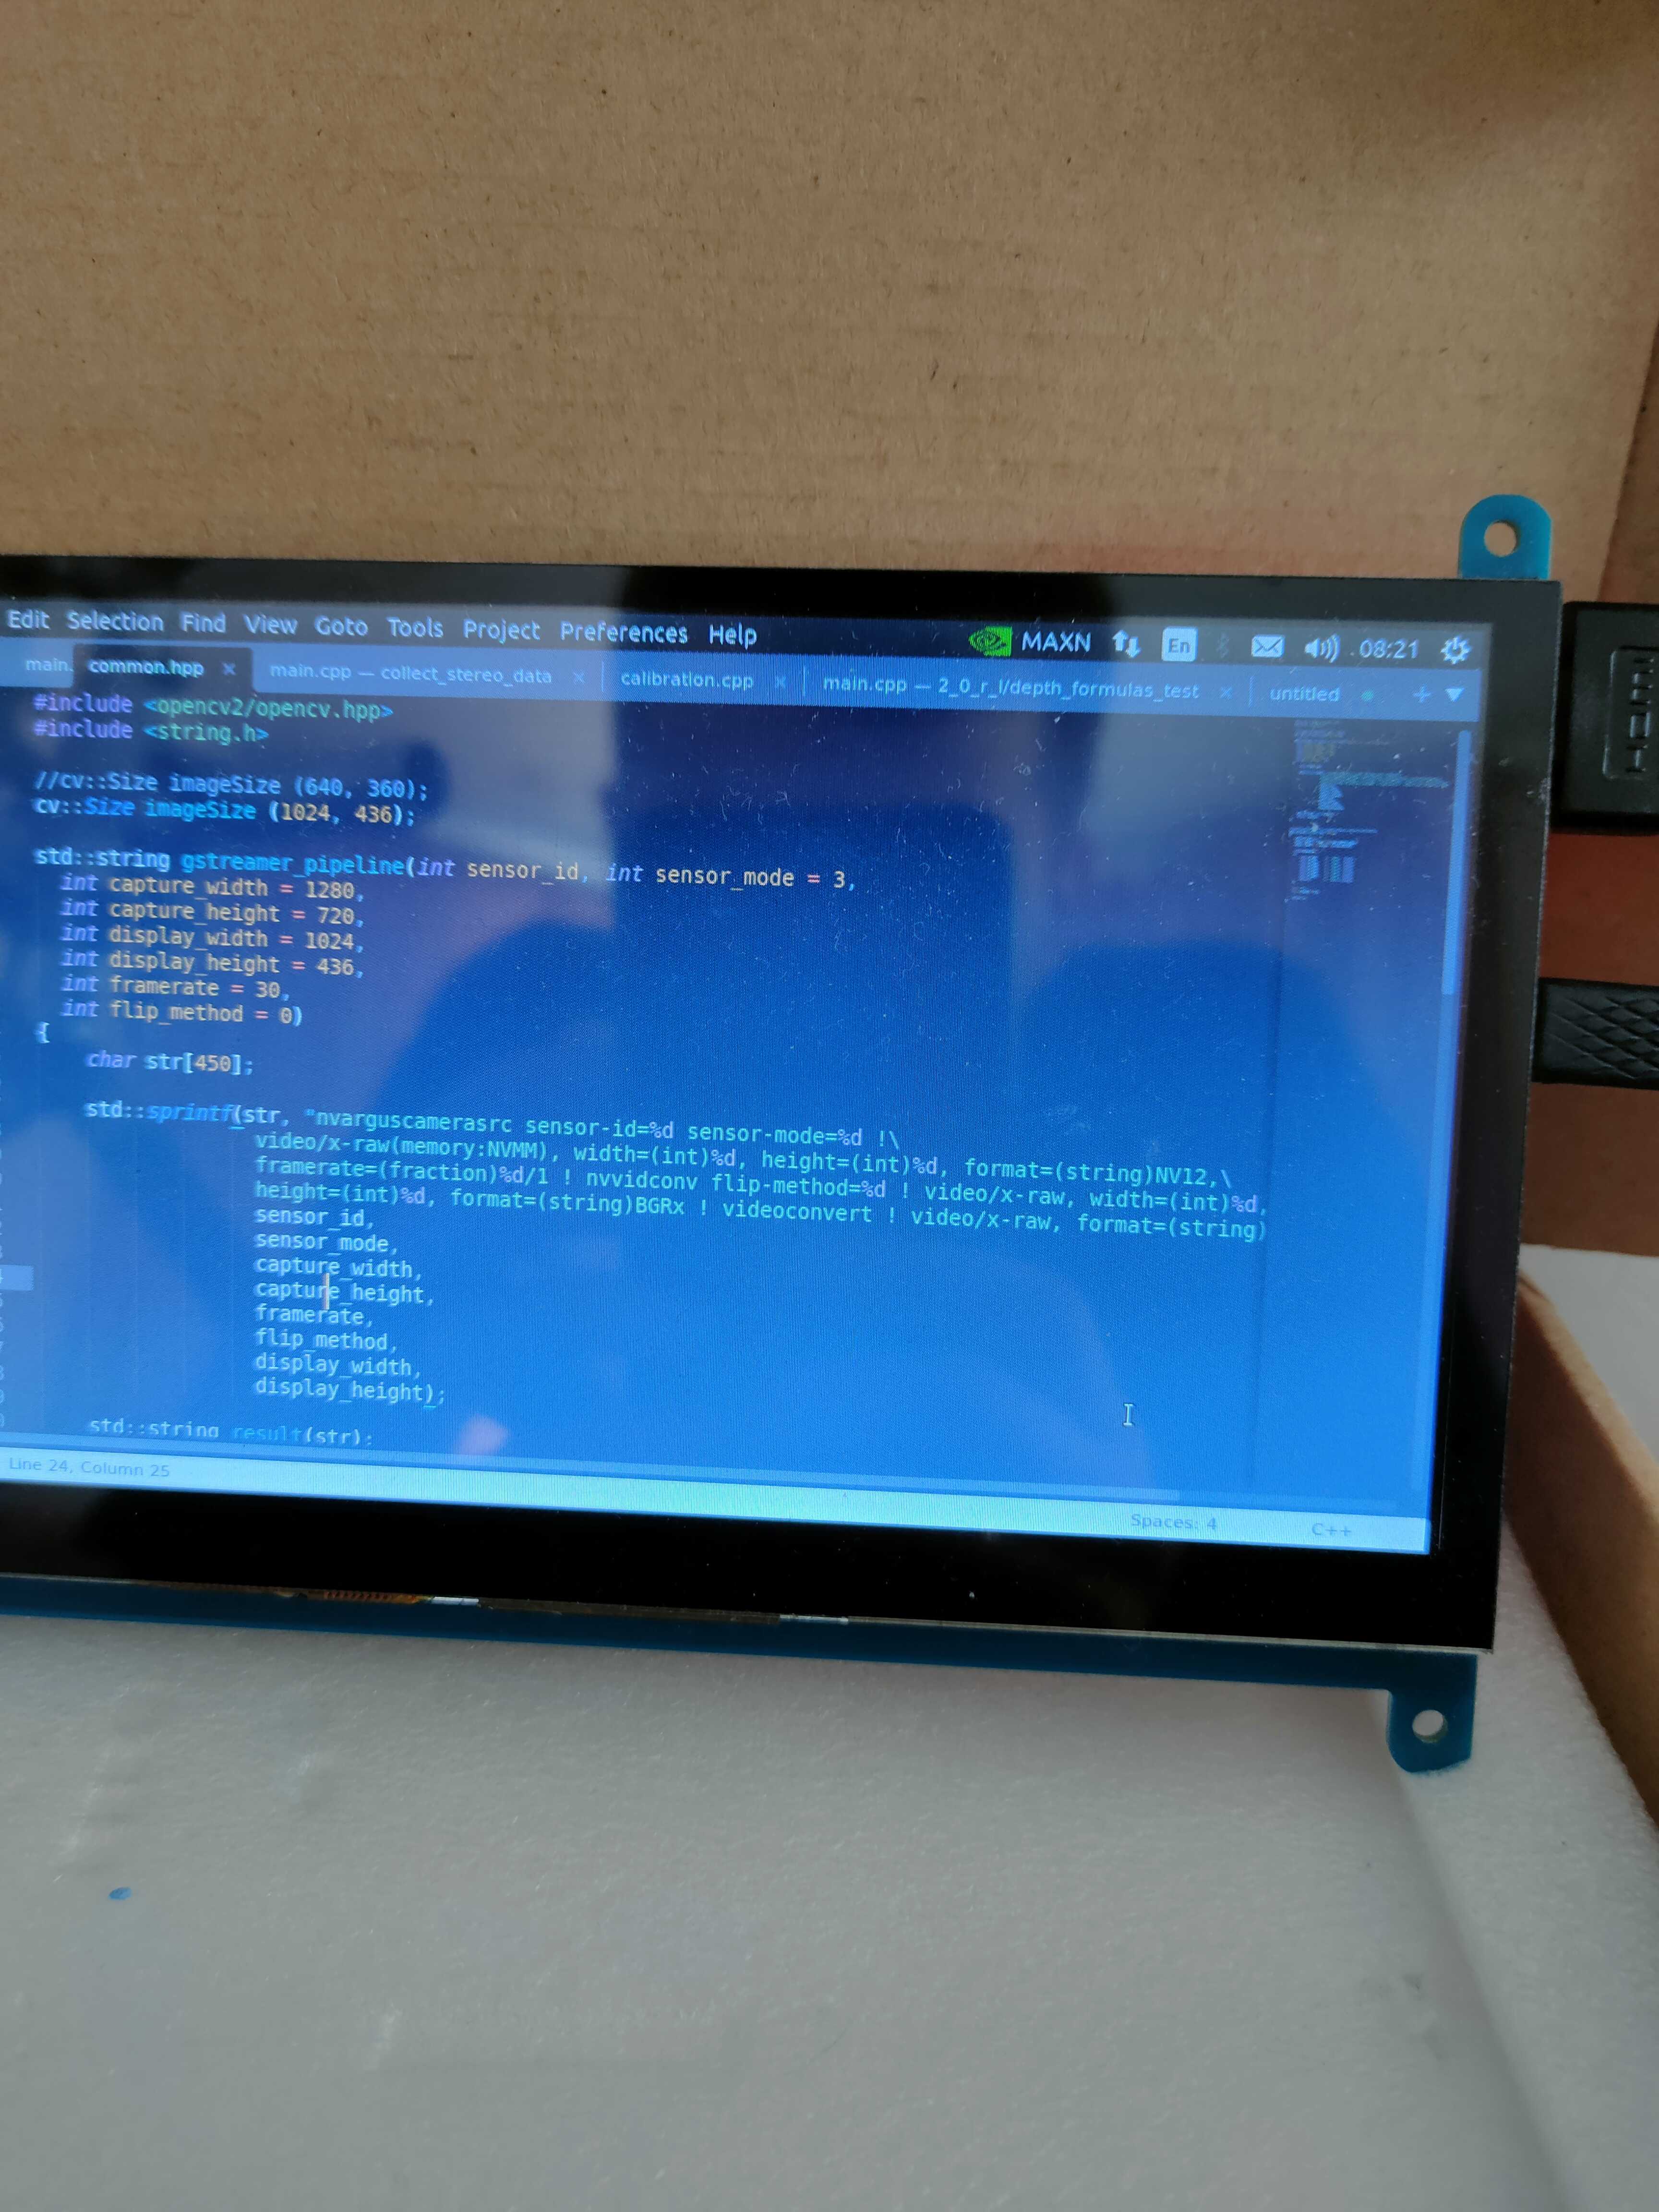 Edit Selection Find View Goto Tools Project Preferences Help MAXN En 08:21
main. common.hpp × main.cpp — collect_stereo_data × calibration.cpp × main.cpp — 2_0_r_l/depth_formulas_test × untitled
#include <opencv2/opencv.hpp>
#include <string.h>
//cv::Size imageSize (640, 360);
cv::Size imageSize (1024, 436);
std::string gstreamer_pipeline(int sensor_id, int sensor_mode = 3,
int capture_width = 1280,
int capture_height = 720,
int display_width = 1024,
int display_height = 436,
int framerate = 30,
int flip_method = 0)
{
char str[450];
std::sprintf(str, "nvarguscamerasrc sensor-id=%d sensor-mode=%d !\
video/x-raw(memory:NVMM), width=(int)%d, height=(int)%d, format=(string)NV12,\
framerate=(fraction)%d/1 ! nvvidconv flip-method=%d ! video/x-raw, width=(int)%d,
height=(int)%d, format=(string)BGRx ! videoconvert ! video/x-raw, format=(string)
sensor_id,
sensor_mode,
capture_width,
capture_height,
framerate,
flip_method,
display_width,
display_height);
std::string result(str);
Line 24, Column 25
Spaces: 4 C++